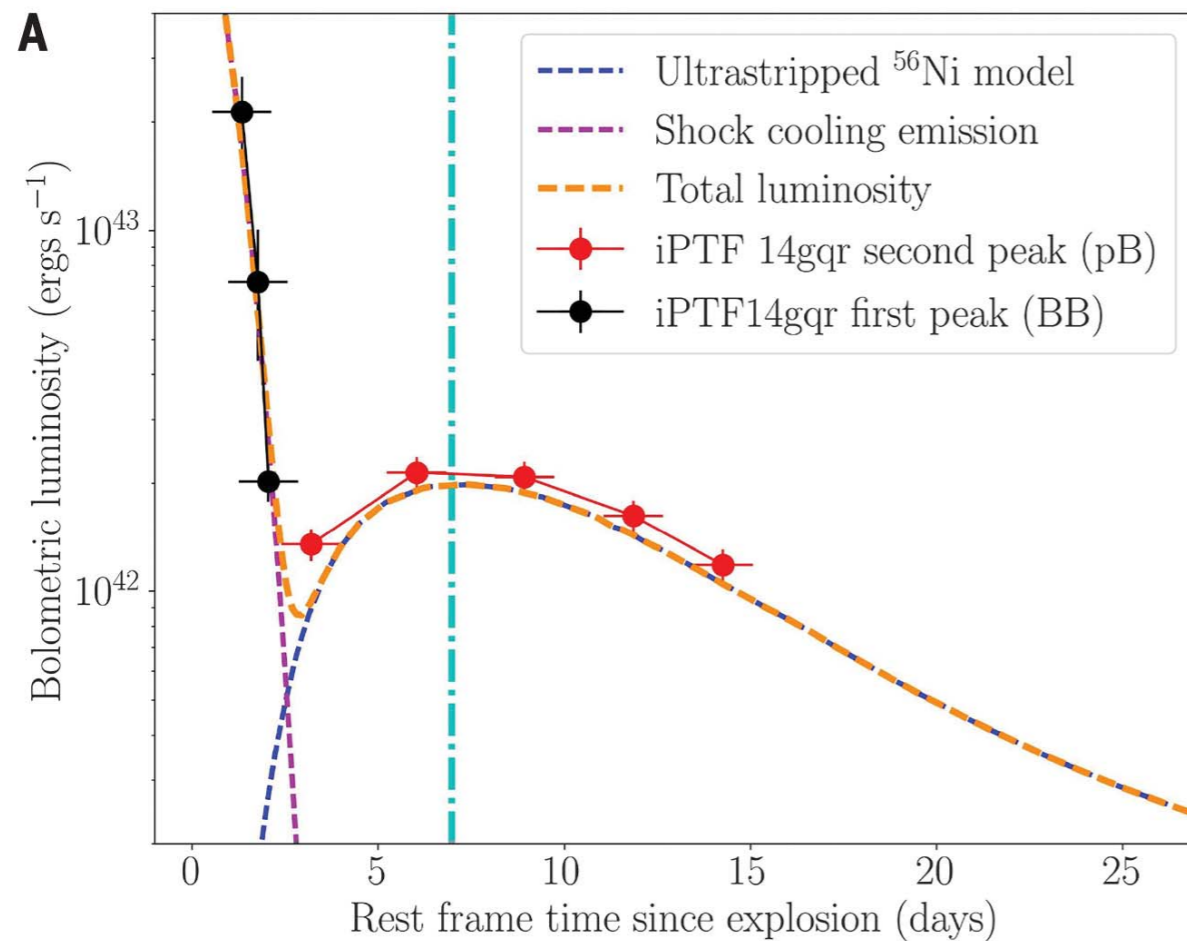 A
Ultrastripped ⁵⁶Ni model
Shock cooling emission
Total luminosity
iPTF 14gqr second peak (pB)
iPTF14gqr first peak (BB)
Bolometric luminosity (ergs s⁻¹)
10⁴³
10⁴²
0 5 10 15 20 25
Rest frame time since explosion (days)